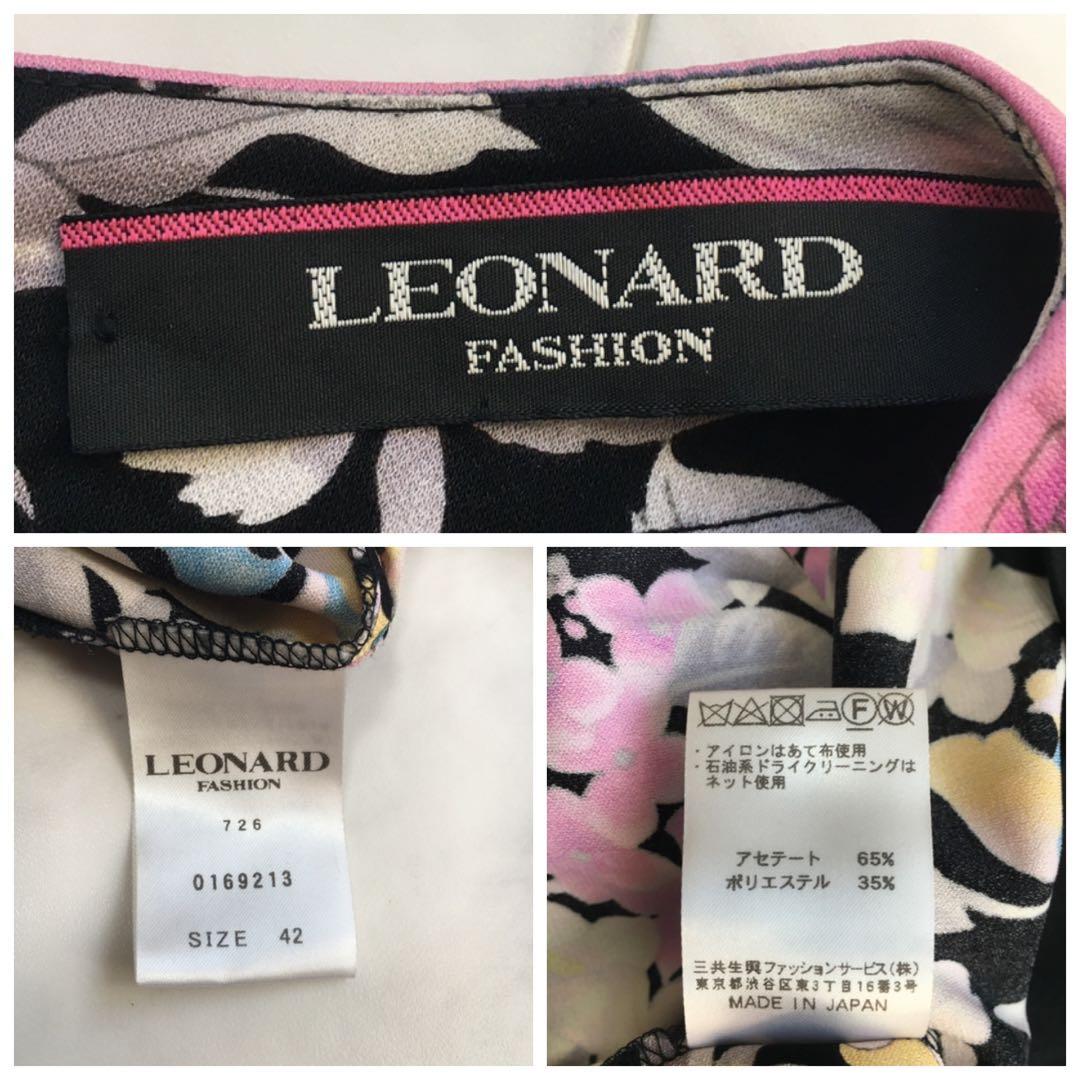 LEONARD
FASHION
LEONARD
FASHION
726
0169213
SIZE 42
F W
・アイロンはあて布使用
・石油系ドライクリーニングは
ネット使用
アセテート 65%
ポリエステル 35%
三共生興ファッションサービス(株)
東京都渋谷区東3丁目16番3号
MADE IN JAPAN